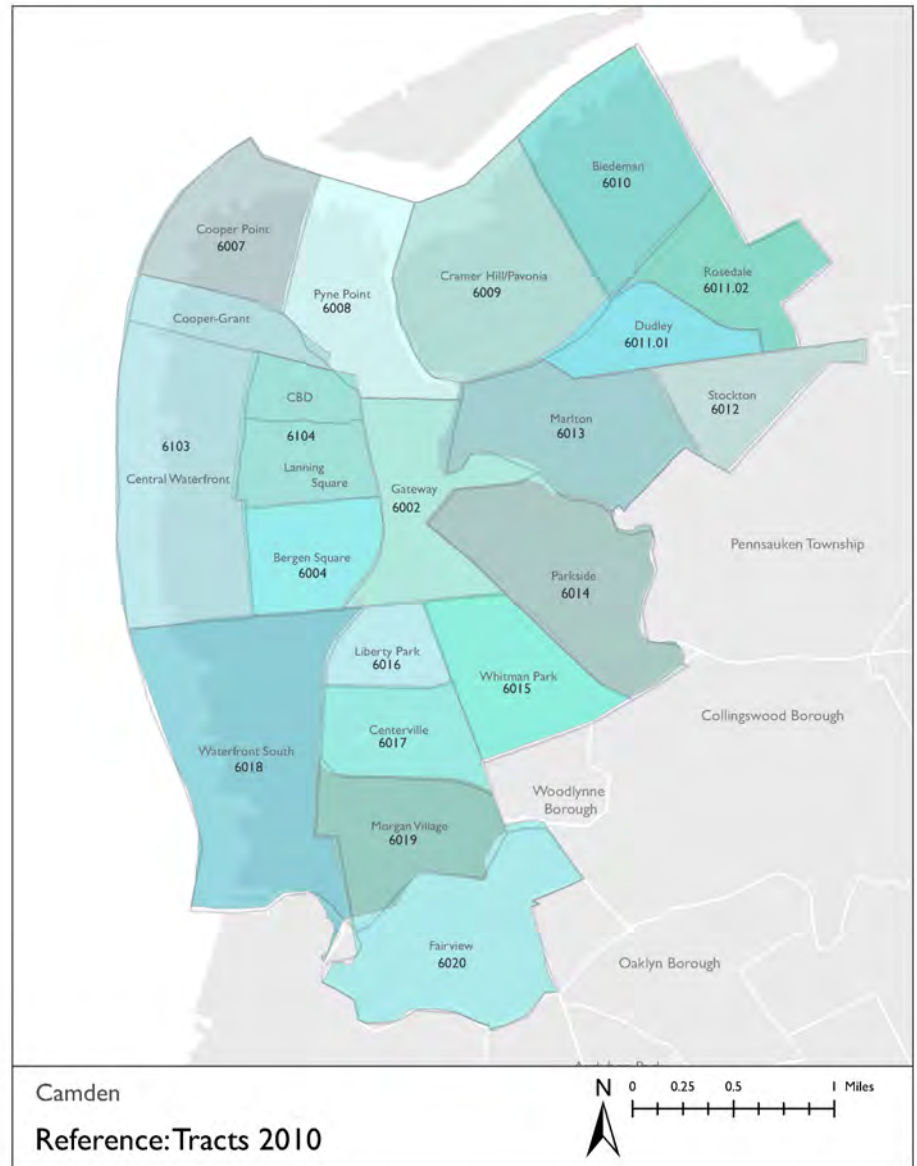 Biedeman
6010
Cooper Point
6007
Cramer Hill/Pavonia
6009
Rosedale
6011.02
Pyne Point
6008
Cooper-Grant
Dudley
6011.01
CBD
Stockton
6012
Marlton
6013
6104
6103
Lanning
Square
Central Waterfront
Gateway
6002
Pennsauken Township
Bergen Square
6004
Parkside
6014
Liberty Park
6016
Whitman Park
6015
Collingswood Borough
Centerville
6017
Waterfront South
6018
Woodlynne
Borough
Morgan Village
6019
Fairview
6020
Oaklyn Borough
Camden
Reference: Tracts 2010
N
0 0.25 0.5 1 Miles